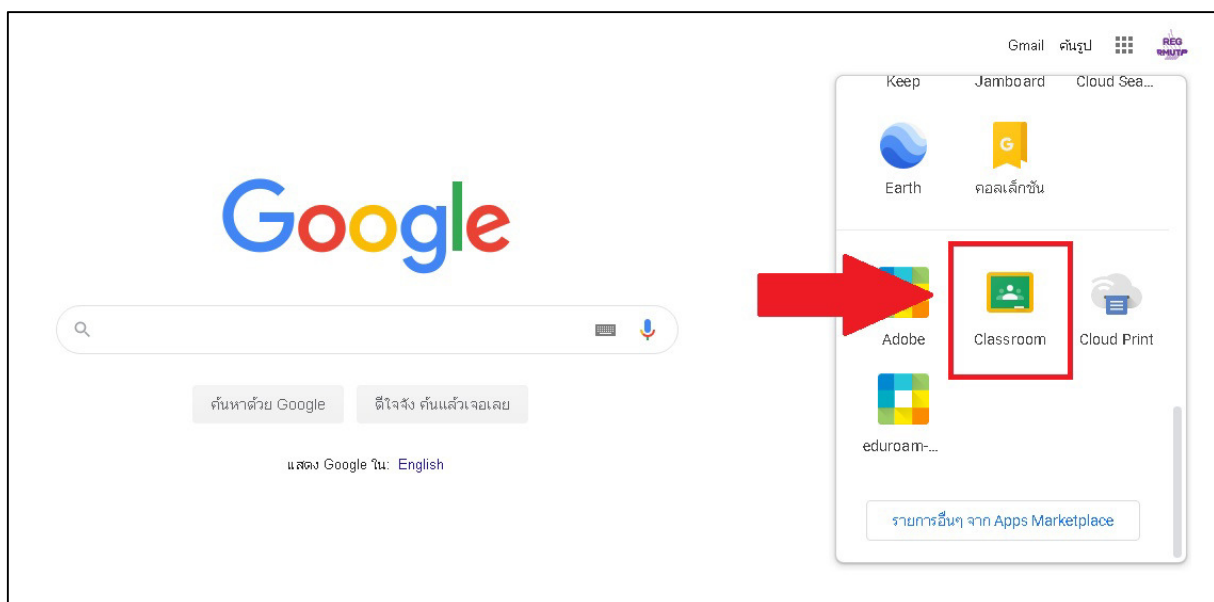 Gmail ค้นรูป
REG
RMUTP
Keep Jamboard Cloud Sea...
G
Earth คอลเล็กชัน
Google
Adobe Classroom Cloud Print
ค้นหาด้วย Google ดีใจจัง ค้นแล้วเจอเลย
eduroam-...
แสดง Google ใน: English
รายการอื่นๆ จาก Apps Marketplace